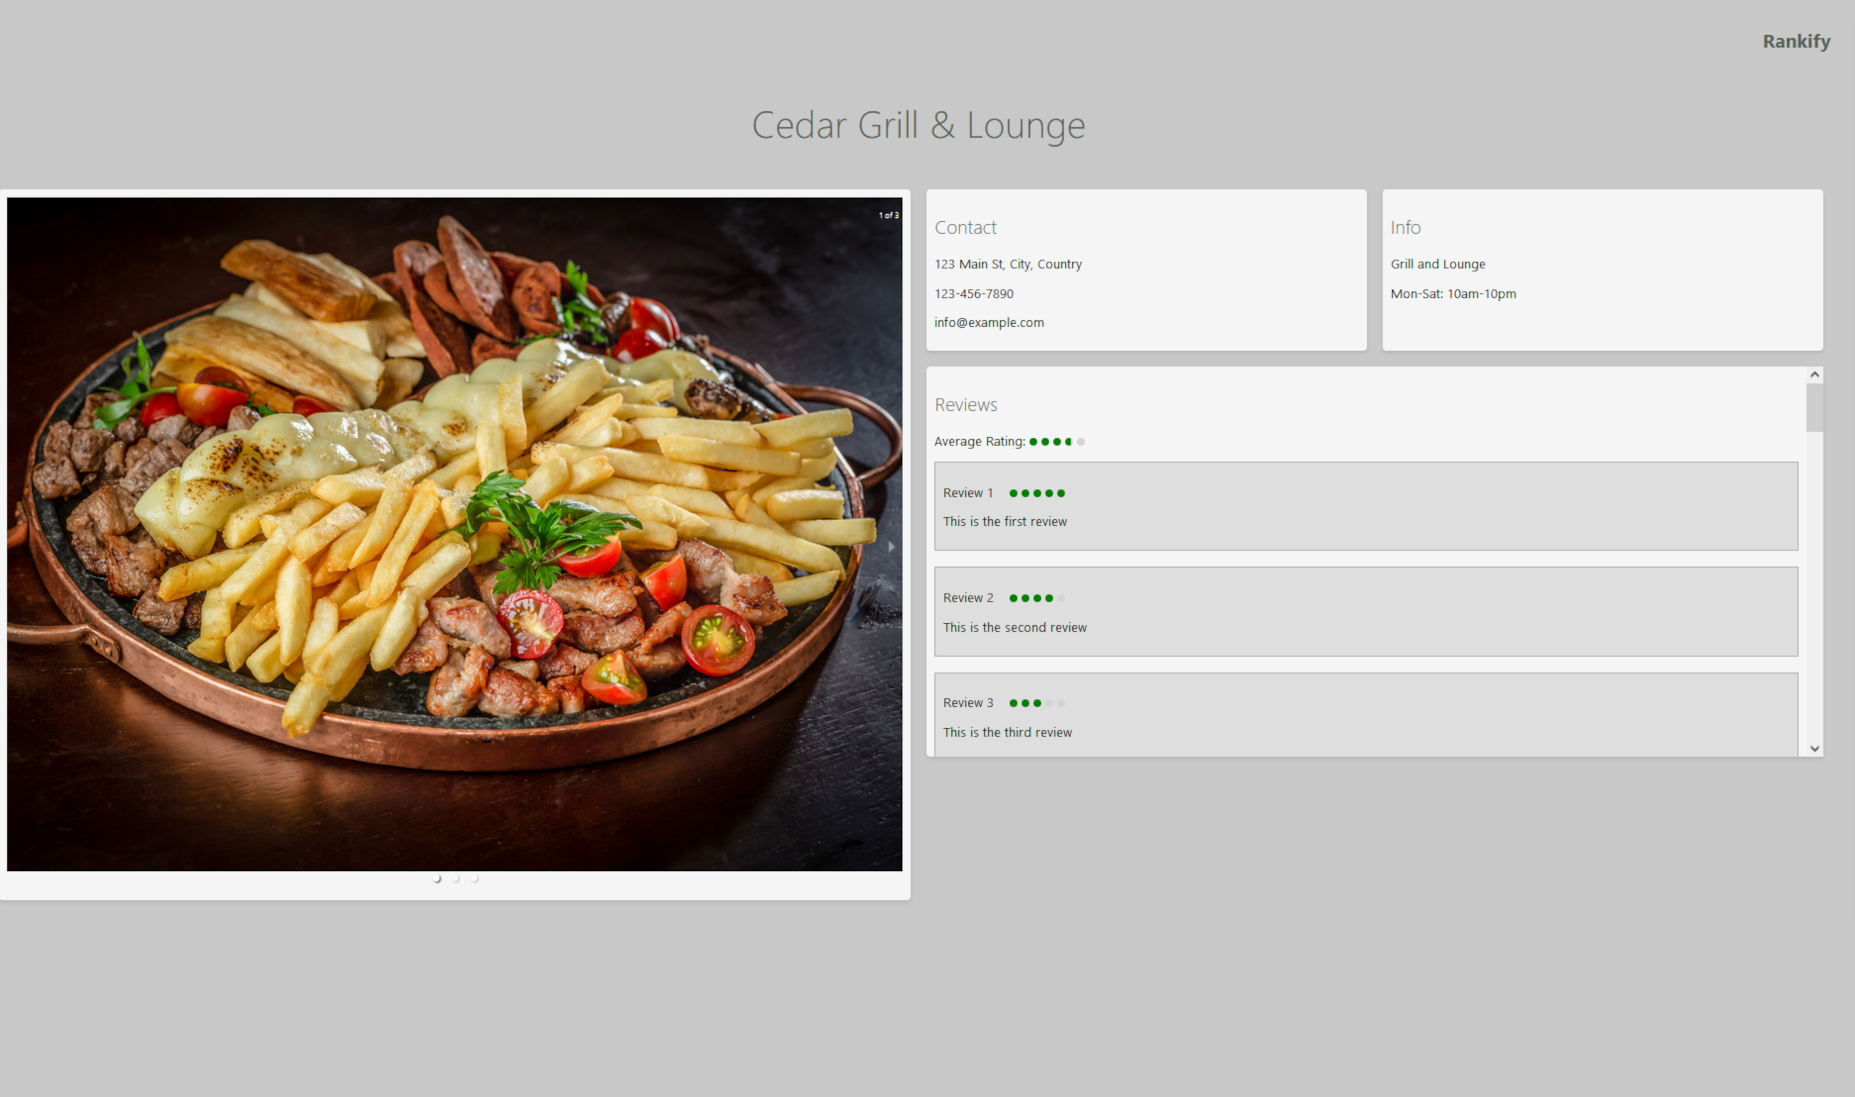 Rankify
Cedar Grill & Lounge
1 of 3
Contact
123 Main St, City, Country
123-456-7890
info@example.com
Info
Grill and Lounge
Mon-Sat: 10am-10pm
Reviews
Average Rating:
Review 1
This is the first review
Review 2
This is the second review
Review 3
This is the third review